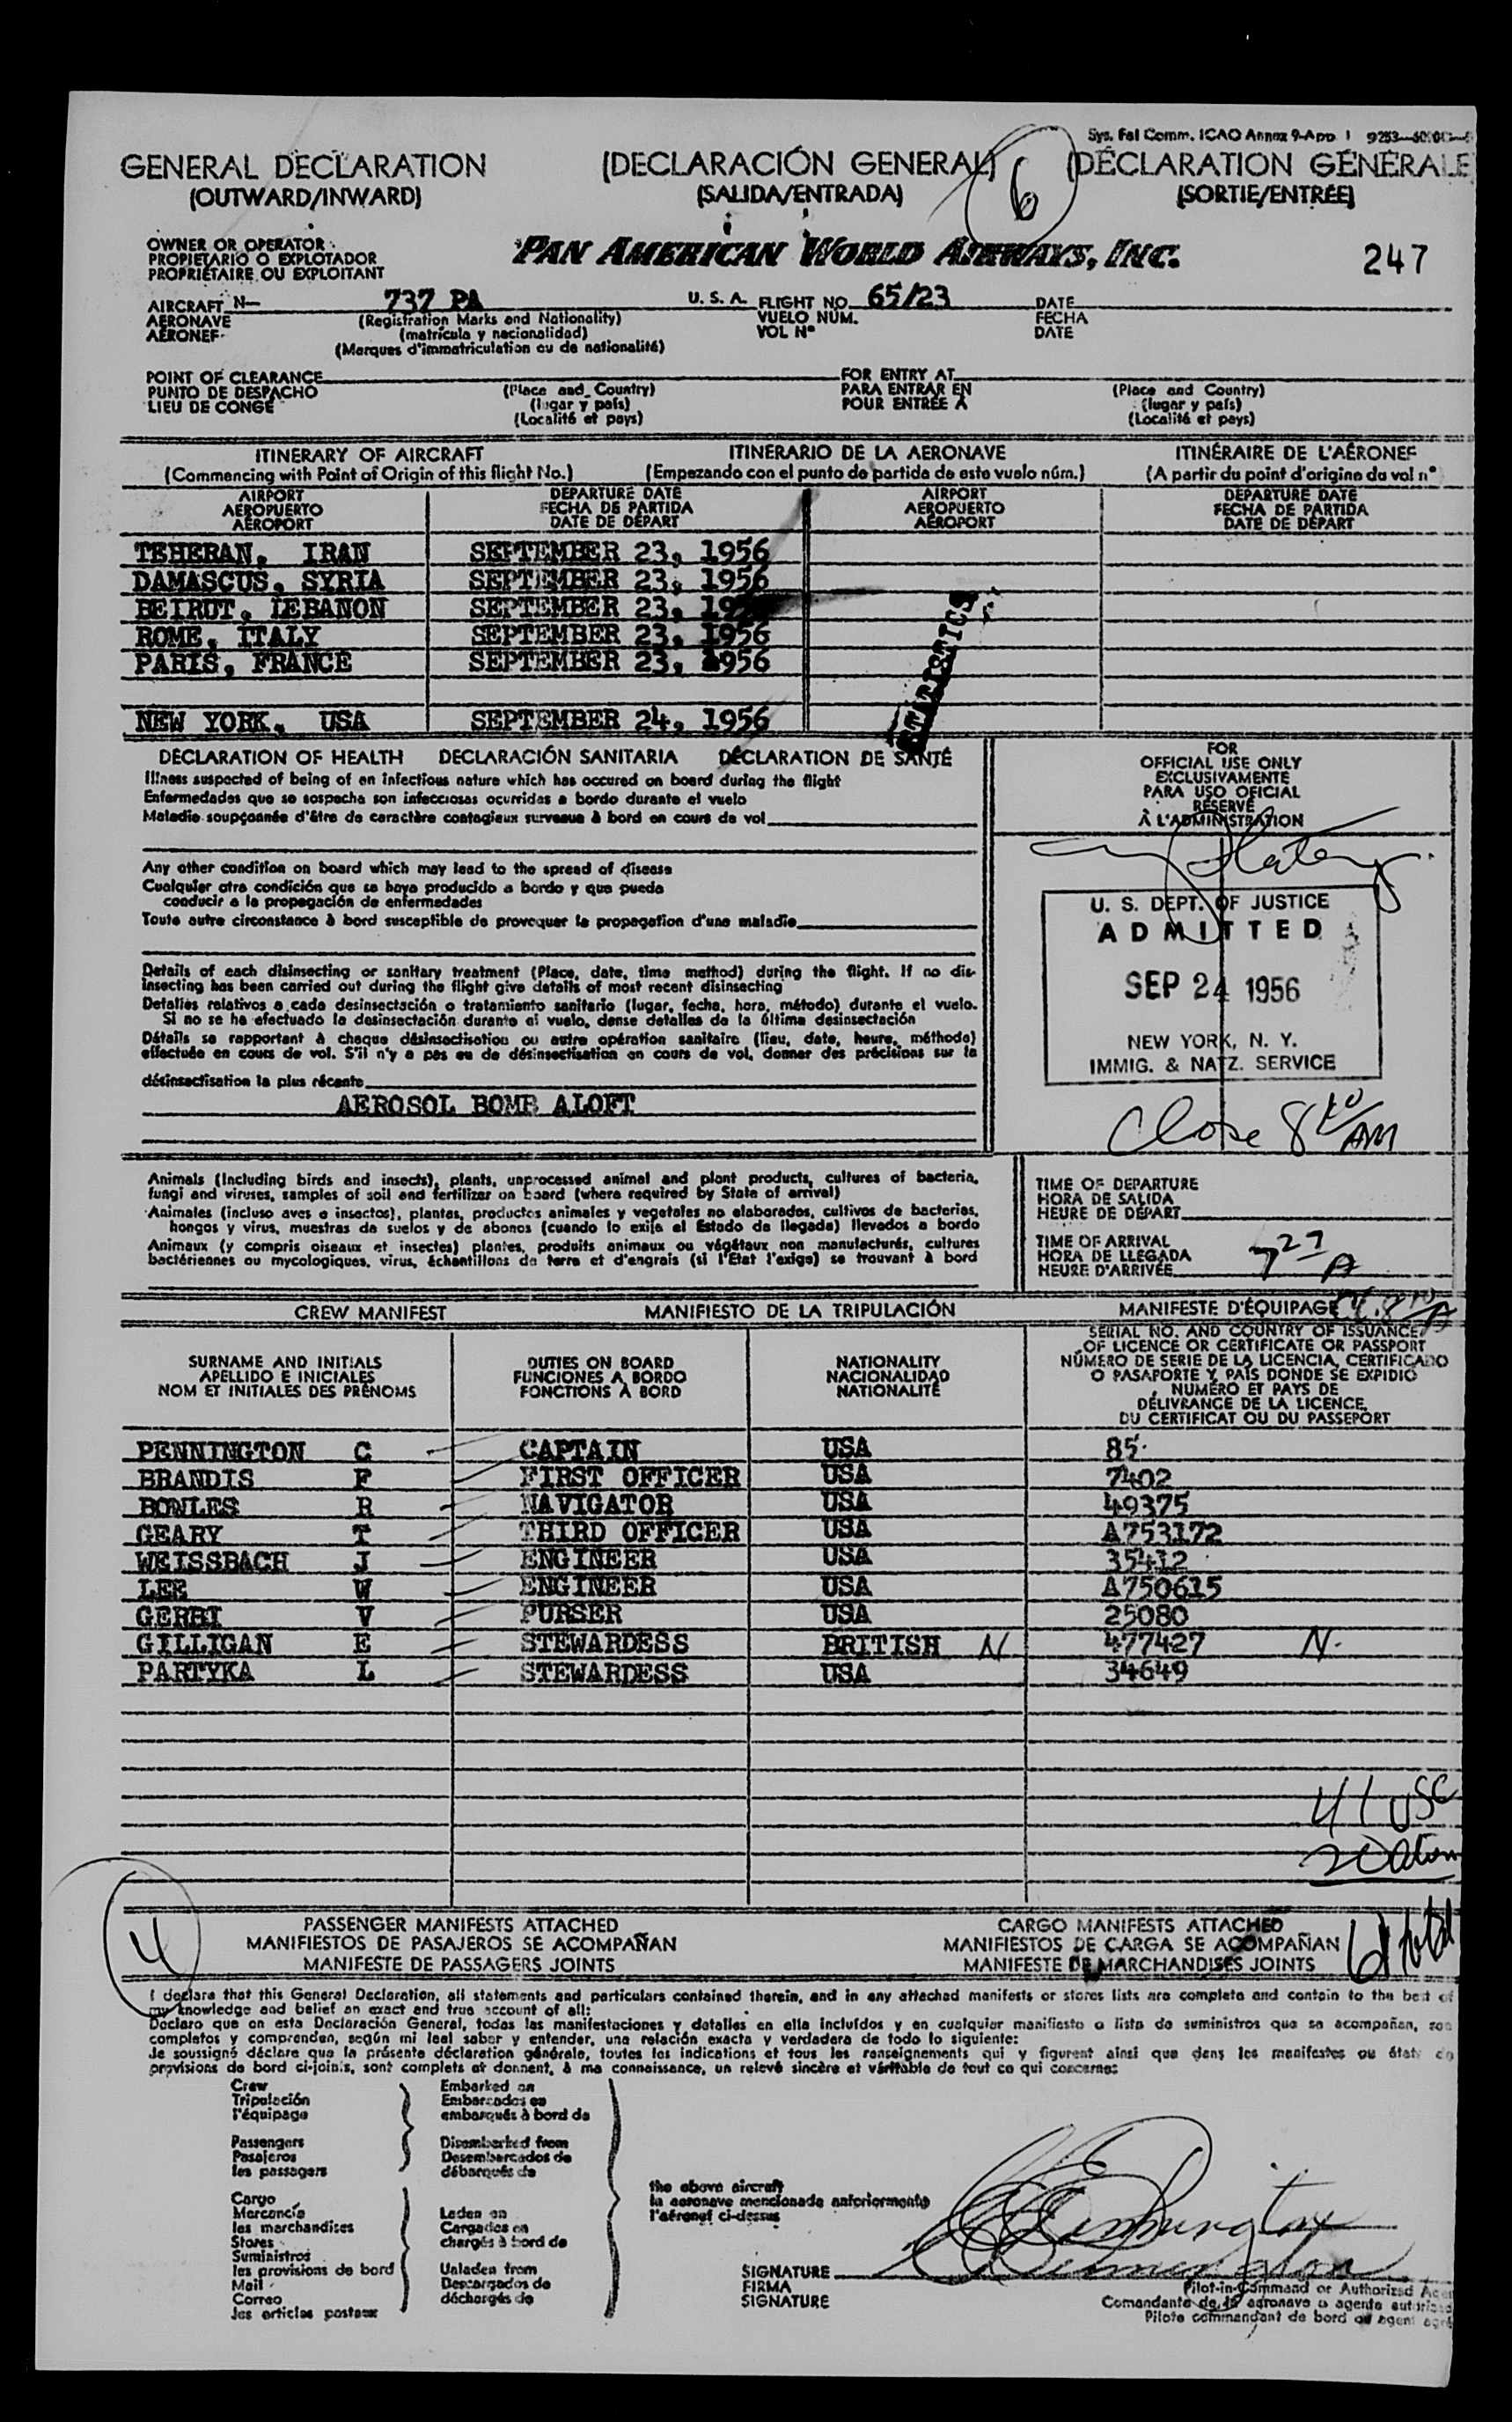 Sys. Fal Comm. ICAO Annex 9-App 1
GENERAL DECLARATION (DECLARACIÓN GENERAL) (DÉCLARATION GÉNÉRALE
(OUTWARD/INWARD) (SALIDA/ENTRADA) (SORTIE/ENTRÉE)
6
OWNER OR OPERATOR
PROPIETARIO O EXPLOTADOR
PROPRIÉTAIRE OU EXPLOITANT
PAN AMERICAN WORLD AIRWAYS, INC.
247
AIRCRAFT N— 737 PA U. S. A. FLIGHT NO. 65/23 DATE
AERONAVE (Registration Marks and Nationality) VUELO NÚM. FECHA
AÉRONEF (matrícula y nacionalidad) VOL Nº DATE
(Marques d'immatriculation ou de nationalité)
POINT OF CLEARANCE FOR ENTRY AT
PUNTO DE DESPACHO (Place and Country) PARA ENTRAR EN (Place and Country)
LIEU DE CONGÉ (lugar y país) POUR ENTRÉE À (lugar y país)
(Localité et pays) (Localité et pays)
ITINERARY OF AIRCRAFT ITINERARIO DE LA AERONAVE ITINÉRAIRE DE L'AÉRONEF
(Commencing with Point of Origin of this flight No.) (Empezando con el punto de partida de este vuelo núm.) (A partir du point d'origine du vol nº
AIRPORT DEPARTURE DATE AIRPORT DEPARTURE DATE
AEROPUERTO FECHA DE PARTIDA AEROPUERTO FECHA DE PARTIDA
AÉROPORT DATE DE DÉPART AÉROPORT DATE DE DÉPART
TEHERAN, IRAN SEPTEMBER 23, 1956
DAMASCUS, SYRIA SEPTEMBER 23, 1956
BEIRUT, LEBANON SEPTEMBER 23,
ROME, ITALY SEPTEMBER 23, 1956
PARIS, FRANCE SEPTEMBER 23, 1956
NEW YORK, USA SEPTEMBER 24, 1956
STATISTICS
DECLARATION OF HEALTH DECLARACIÓN SANITARIA DÉCLARATION DE SANTÉ
Illness suspected of being of an infectious nature which has occured on board during the flight
Enfermedades que se sospecha son infecciosas ocurridas a bordo durante el vuelo
Maladie soupçonnée d'être de caractère contagieux survenue à bord en cours de vol
Any other condition on board which may lead to the spread of disease
Cualquier otra condición que se haya producido a bordo y que pueda
conducir a la propagación de enfermedades
Toute autre circonstance à bord susceptible de provoquer la propagation d'une maladie
Details of each disinsecting or sanitary treatment (Place, date, time method) during the flight. If no dis-
insecting has been carried out during the flight give details of most recent disinsecting
Detalles relativos a cada desinsectación o tratamiento sanitario (lugar, fecha, hora, método) durante el vuelo.
Si no se ha efectuado la desinsectación durante el vuelo, dense detalles de la última desinsectación
Détails se rapportant à chaque désinsectisation ou autre opération sanitaire (lieu, date, heure, méthode)
effectuée en cours de vol. S'il n'y a pas eu de désinsectisation en cours de vol, donner des précisions sur la
désinsectisation la plus récente
AEROSOL BOMB ALOFT
FOR
OFFICIAL USE ONLY
EXCLUSIVAMENTE
PARA USO OFICIAL
RÉSERVÉ
À L'ADMINISTRATION
U. S. DEPT. OF JUSTICE
ADMITTED
SEP 24 1956
NEW YORK, N. Y.
IMMIG. & NATZ. SERVICE
Close 8 10/AM
Animals (Including birds and insects), plants, unprocessed animal and plant products, cultures of bacteria,
fungi and viruses, samples of soil and fertilizer on board (where required by State of arrival)
Animales (incluso aves e insectos), plantas, productos animales y vegetales no elaborados, cultivos de bacterias,
hongos y virus, muestras de suelos y de abonos (cuando lo exija el Estado de llegada) llevados a bordo
Animaux (y compris oiseaux et insectes) plantes, produits animaux ou végétaux non manufacturés, cultures
bactériennes ou mycologiques, virus, échantillons de terre et d'engrais (si l'État l'exige) se trouvant à bord
TIME OF DEPARTURE
HORA DE SALIDA
HEURE DE DÉPART
TIME OF ARRIVAL
HORA DE LLEGADA
HEURE D'ARRIVÉE
CREW MANIFEST MANIFIESTO DE LA TRIPULACIÓN MANIFESTE D'ÉQUIPAGE
SURNAME AND INITIALS
APELLIDO E INICIALES
NOM ET INITIALES DES PRÉNOMS
DUTIES ON BOARD
FUNCIONES A BORDO
FONCTIONS À BORD
NATIONALITY
NACIONALIDAD
NATIONALITÉ
SERIAL NO. AND COUNTRY OF ISSUANCE
OF LICENCE OR CERTIFICATE OR PASSPORT
NÚMERO DE SERIE DE LA LICENCIA, CERTIFICADO
O PASAPORTE Y PAÍS DONDE SE EXPIDIÓ
NUMÉRO ET PAYS DE
DÉLIVRANCE DE LA LICENCE,
DU CERTIFICAT OU DU PASSEPORT
PENNINGTON C CAPTAIN USA 85
BRANDIS F FIRST OFFICER USA 7402
BOWLES R NAVIGATOR USA 49375
GEARY T THIRD OFFICER USA A753172
WEISSBACH J ENGINEER USA 35412
LEE W ENGINEER USA A750615
GERBI V PURSER USA 25080
GILLIGAN E STEWARDESS BRITISH N 477427 N.
PARTYKA L STEWARDESS USA 34649
41 USC
20 alien
61 total
4
PASSENGER MANIFESTS ATTACHED CARGO MANIFESTS ATTACHED
MANIFIESTOS DE PASAJEROS SE ACOMPAÑAN MANIFIESTOS DE CARGA SE ACOMPAÑAN
MANIFESTE DE PASSAGERS JOINTS MANIFESTE DE MARCHANDISES JOINTS
I declare that this General Declaration, all statements and particulars contained therein, and in any attached manifests or stores lists are complete and contain to the best of
my knowledge and belief an exact and true account of all:
Declaro que en esta Declaración General, todas las manifestaciones y detalles en ella incluídos y en cualquier manifiesto o lista de suministros que se acompañan, son
completos y comprenden, según mi leal saber y entender, una relación exacta y verdadera de todo lo siguiente:
Je soussigné déclare que la présente déclaration générale, toutes les indications et tous les renseignements qui y figurent ainsi que dans les manifestes ou états de
provisions de bord ci-joints, sont complets et donnent, à ma connaissance, un relevé sincère et véritable de tout ce qui concerne:
Crew Embarked on
Tripulación Embarcados en
l'équipage embarqués à bord de
Passengers Disembarked from
Pasajeros Desembarcados de
les passagers débarqués de
Cargo
Mercancía Laden on
les marchandises Cargados en
Stores chargés à bord de
Suministros
les provisions de bord Unladen from
Mail Descargados de
Correo déchargés de
les articles postaux
the above aircraft
la aeronave mencionada anteriormente
l'aéronef ci-dessus
SIGNATURE
FIRMA
SIGNATURE
C Pennington
Pilot-in-Command or Authorized
Comandante de la aeronave o agente
Pilote commandant de bord ou agent